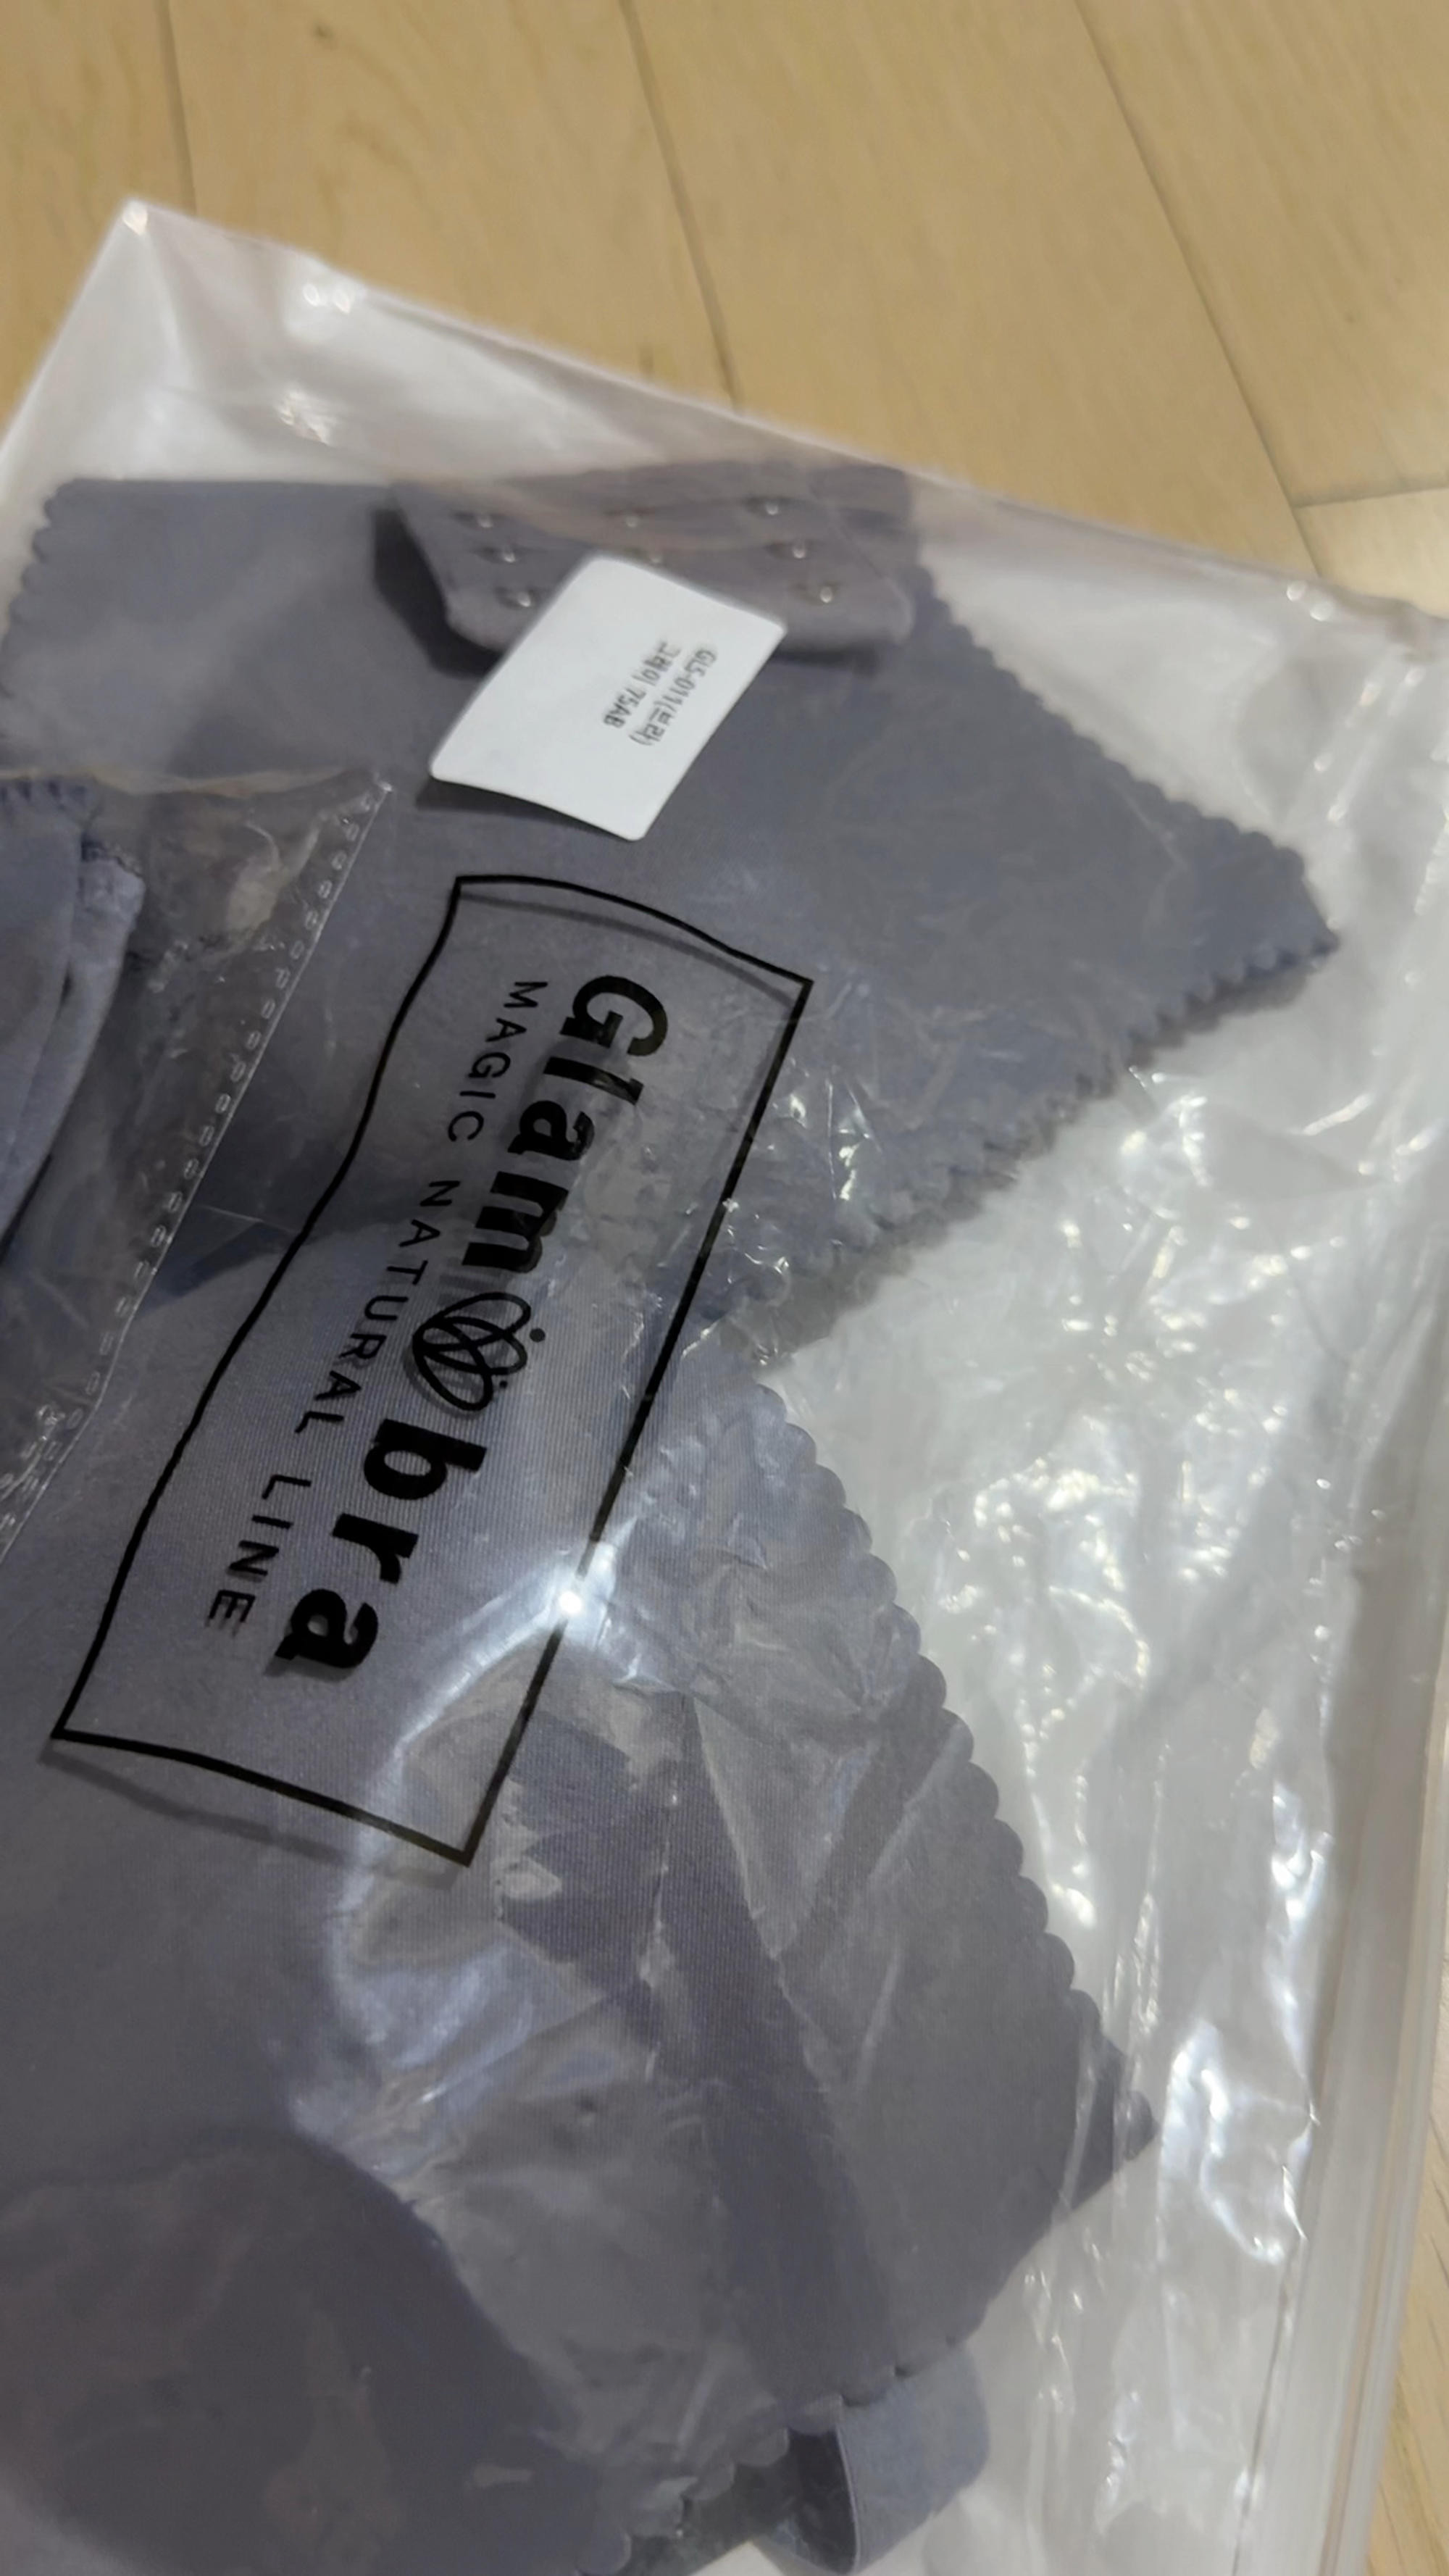 GLS-011(브라)
그레이 75AB
Glam bra
MAGIC NATURAL LINE